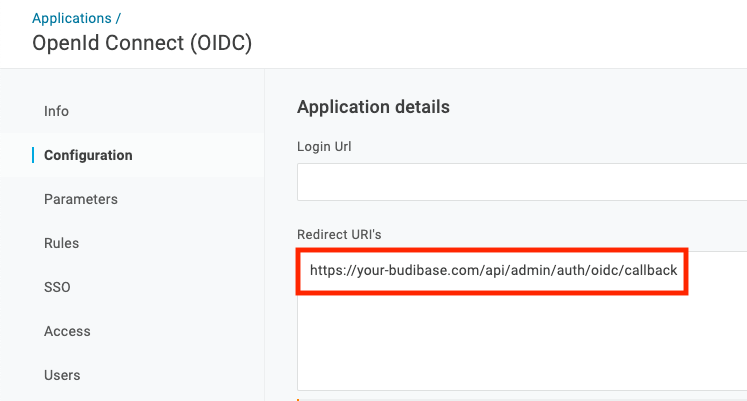 Applications /
OpenId Connect (OIDC)
Info
Configuration
Parameters
Rules
SSO
Access
Users
Application details
Login Url
Redirect URI's
https://your-budibase.com/api/admin/auth/oidc/callback